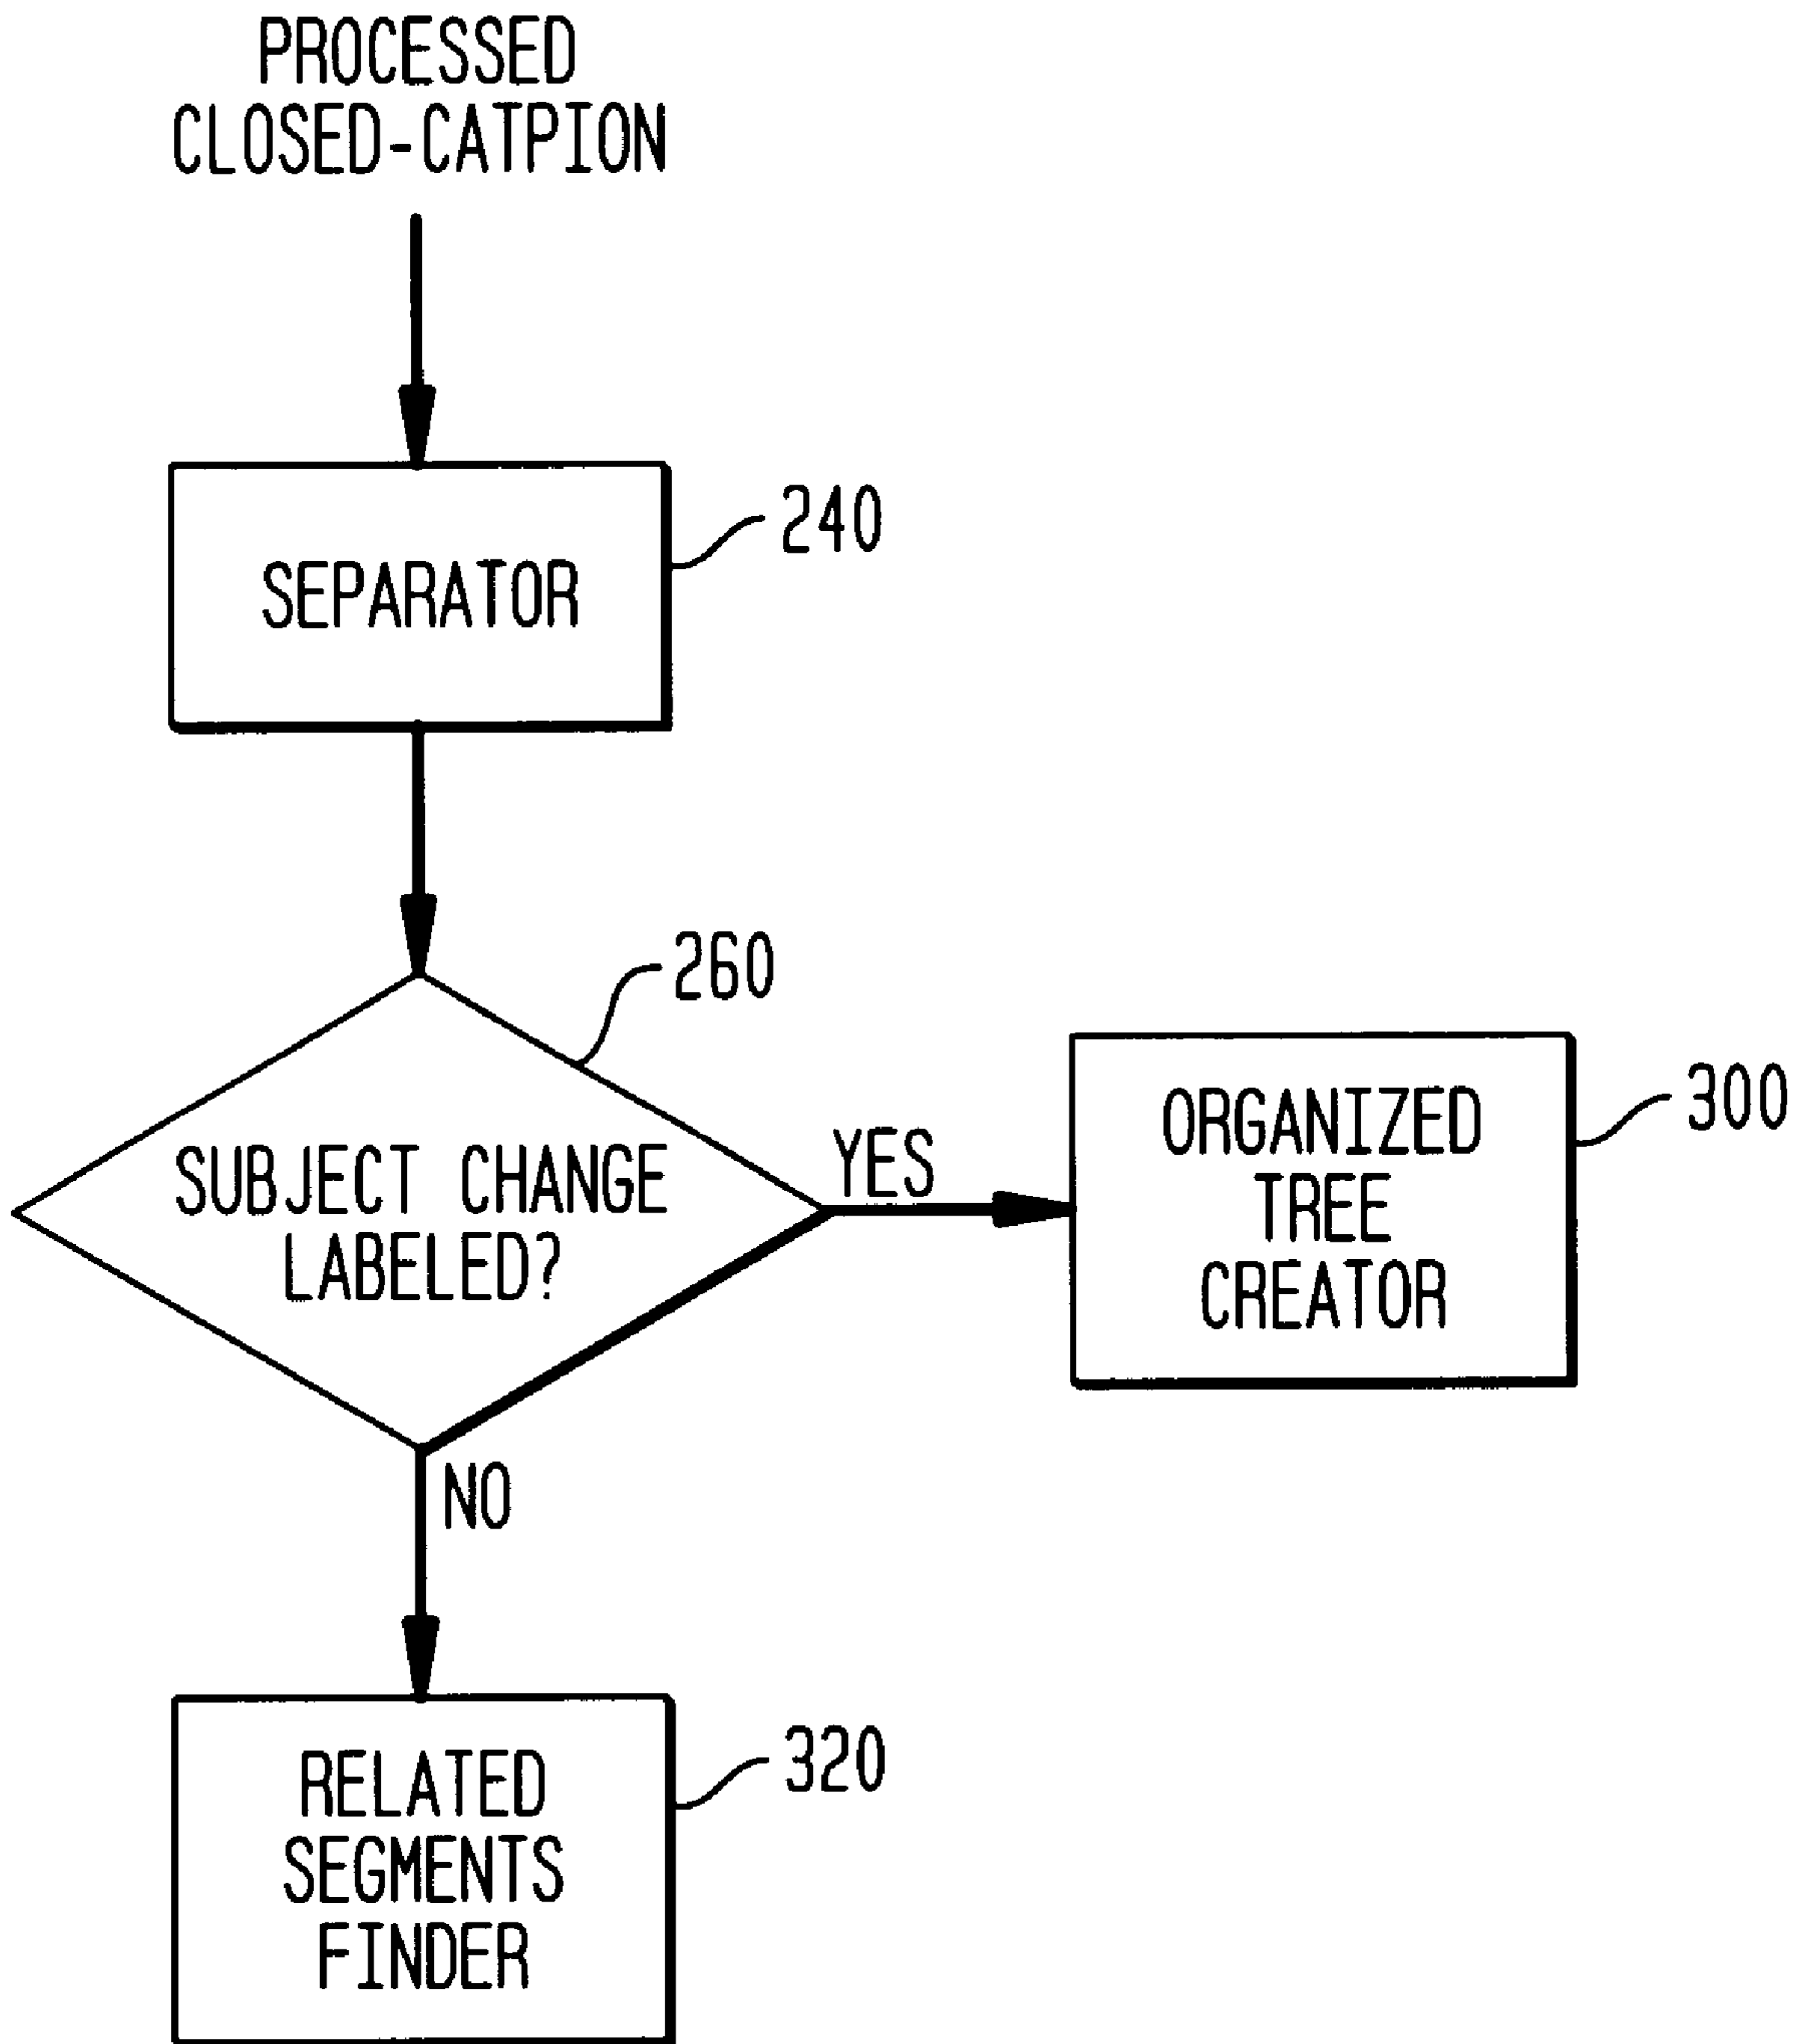 PROCESSED
CLOSED-CATPION
240
SEPARATOR
260
SUBJECT CHANGE
LABELED?
YES
ORGANIZED
TREE
CREATOR
300
NO
RELATED
SEGMENTS
FINDER
320